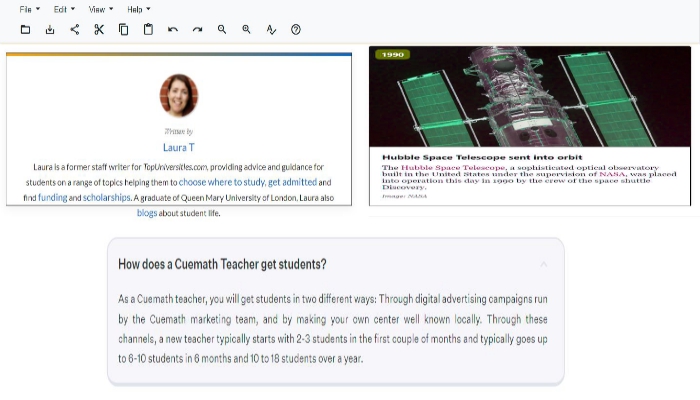 File Edit View Help
Written by
Laura T
Laura is a former staff writer for TopUniversities.com, providing advice and guidance for
students on a range of topics helping them to choose where to study, get admitted and
find funding and scholarships. A graduate of Queen Mary University of London, Laura also
blogs about student life.
1990
Hubble Space Telescope sent into orbit
The Hubble Space Telescope, a sophisticated optical observatory
built in the United States under the supervision of NASA, was placed
into operation this day in 1990 by the crew of the space shuttle
Discovery.
Image: NASA
How does a Cuemath Teacher get students?
As a Cuemath teacher, you will get students in two different ways: Through digital advertising campaigns run
by the Cuemath marketing team, and by making your own center well known locally. Through these
channels, a new teacher typically starts with 2-3 students in the first couple of months and typically goes up
to 6-10 students in 6 months and 10 to 18 students over a year.